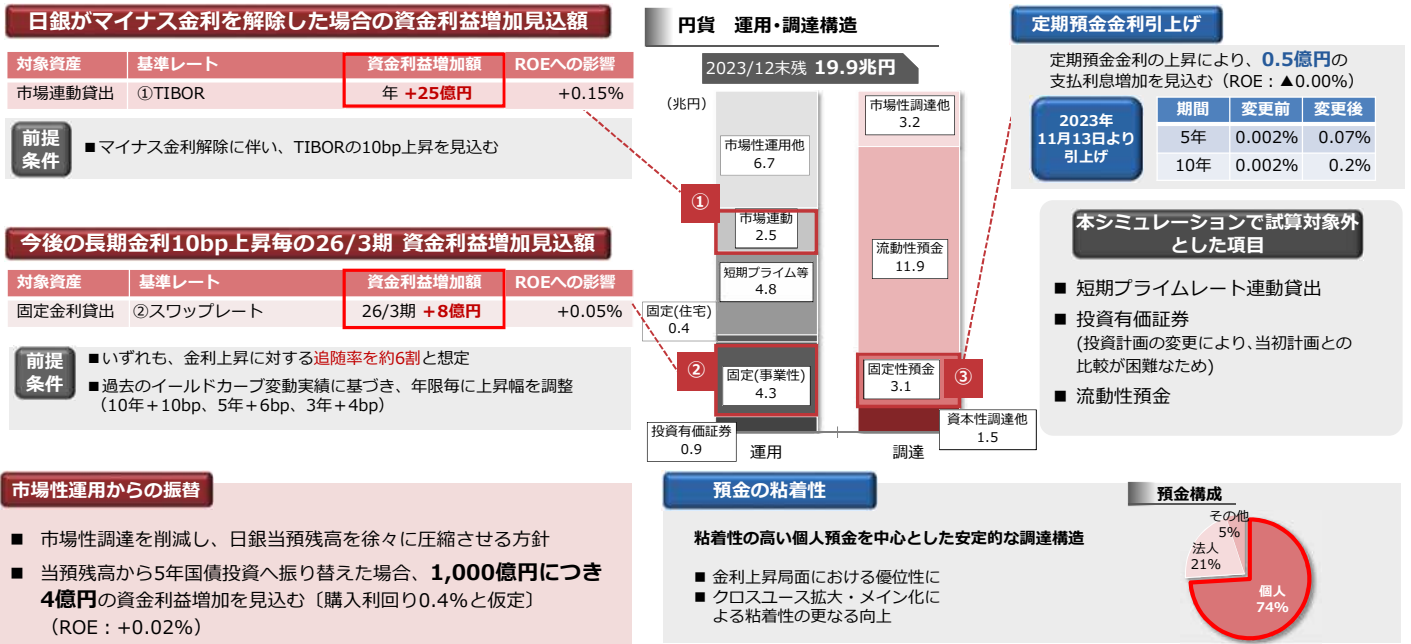 日銀がマイナス金利を解除した場合の資金利益増加見込額
対象資産 基準レート 資金利益増加額 ROEへの影響
市場連動貸出 ①TIBOR 年 +25億円 +0.15%
前提
条件
■マイナス金利解除に伴い、TIBORの10bp上昇を見込む
今後の長期金利10bp上昇毎の26/3期 資金利益増加見込額
対象資産 基準レート 資金利益増加額 ROEへの影響
固定金利貸出 ②スワップレート 26/3期 +8億円 +0.05%
前提
条件
■いずれも、金利上昇に対する追随率を約6割と想定
■過去のイールドカーブ変動実績に基づき、年限毎に上昇幅を調整
（10年＋10bp、5年＋6bp、3年＋4bp）
円貨 運用・調達構造
2023/12末残 19.9兆円
（兆円）
市場性運用他
6.7
①
市場連動
2.5
短期プライム等
4.8
固定(住宅)
0.4
②
固定(事業性)
4.3
投資有価証券
0.9
運用
市場性調達他
3.2
流動性預金
11.9
固定性預金
3.1
③
資本性調達他
1.5
調達
定期預金金利引上げ
定期預金金利の上昇により、0.5億円の
支払利息増加を見込む（ROE：▲0.00%）
2023年
11月13日より
引上げ
期間 変更前 変更後
5年 0.002% 0.07%
10年 0.002% 0.2%
本シミュレーションで試算対象外
とした項目
■ 短期プライムレート連動貸出
■ 投資有価証券
(投資計画の変更により、当初計画との
比較が困難なため)
■ 流動性預金
市場性運用からの振替
■ 市場性調達を削減し、日銀当預残高を徐々に圧縮させる方針
■ 当預残高から5年国債投資へ振り替えた場合、1,000億円につき
4億円の資金利益増加を見込む〔購入利回り0.4%と仮定〕
（ROE：+0.02%）
預金の粘着性
粘着性の高い個人預金を中心とした安定的な調達構造
■ 金利上昇局面における優位性に
■ クロスユース拡大・メイン化に
よる粘着性の更なる向上
預金構成
その他
5%
法人
21%
個人
74%